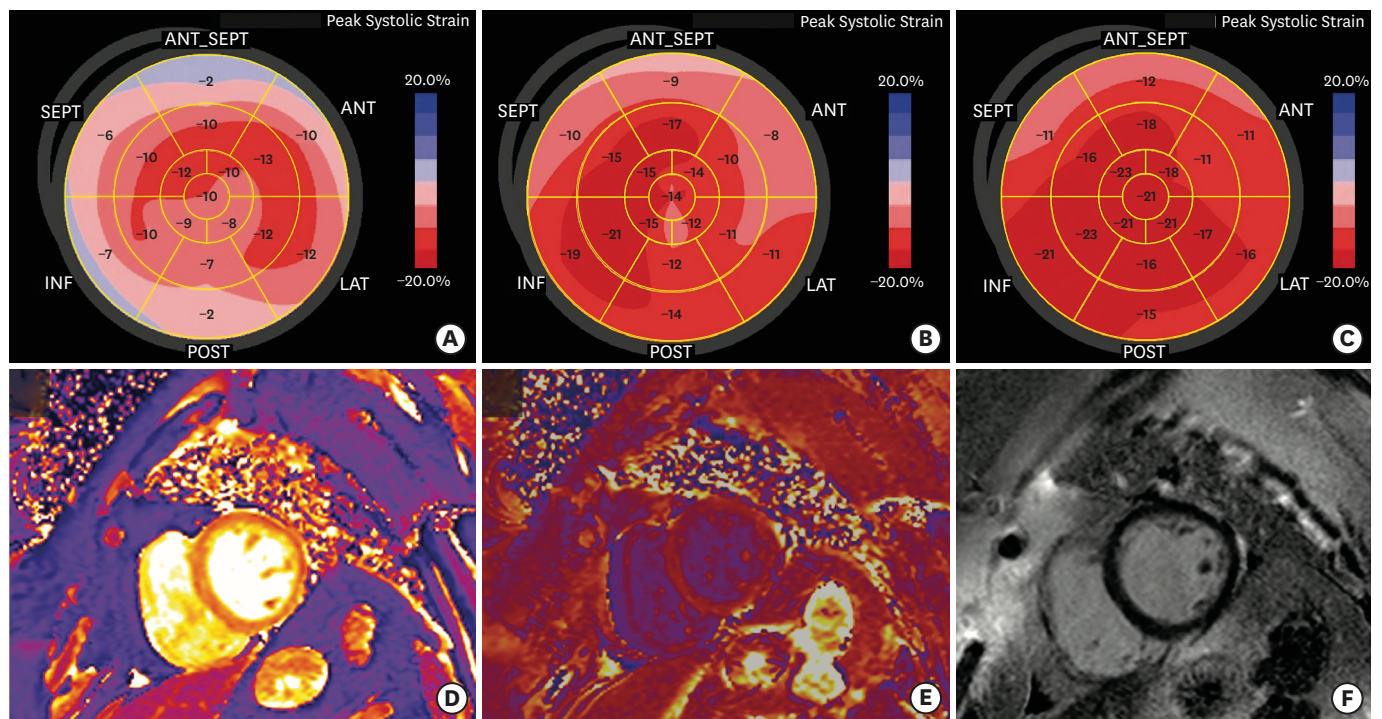 Peak Systolic Strain
ANT_SEPT
20.0%
–2
SEPT
ANT
–6
–10
–10
–10
–13
–12
–10
–10
–9
–8
–10
–12
–7
–12
–7
INF
LAT
–20.0%
–2
POST
A
Peak Systolic Strain
ANT_SEPT
20.0%
–9
SEPT
ANT
–10
–17
–8
–15
–10
–15
–14
–14
–15
–12
–21
–11
–19
–12
–11
INF
LAT
–20.0%
–14
POST
B
Peak Systolic Strain
ANT_SEPT
20.0%
–12
SEPT
ANT
–11
–18
–11
–16
–11
–23
–18
–21
–21
–21
–23
–17
–21
–16
–16
INF
LAT
–20.0%
–15
POST
C
D
E
F